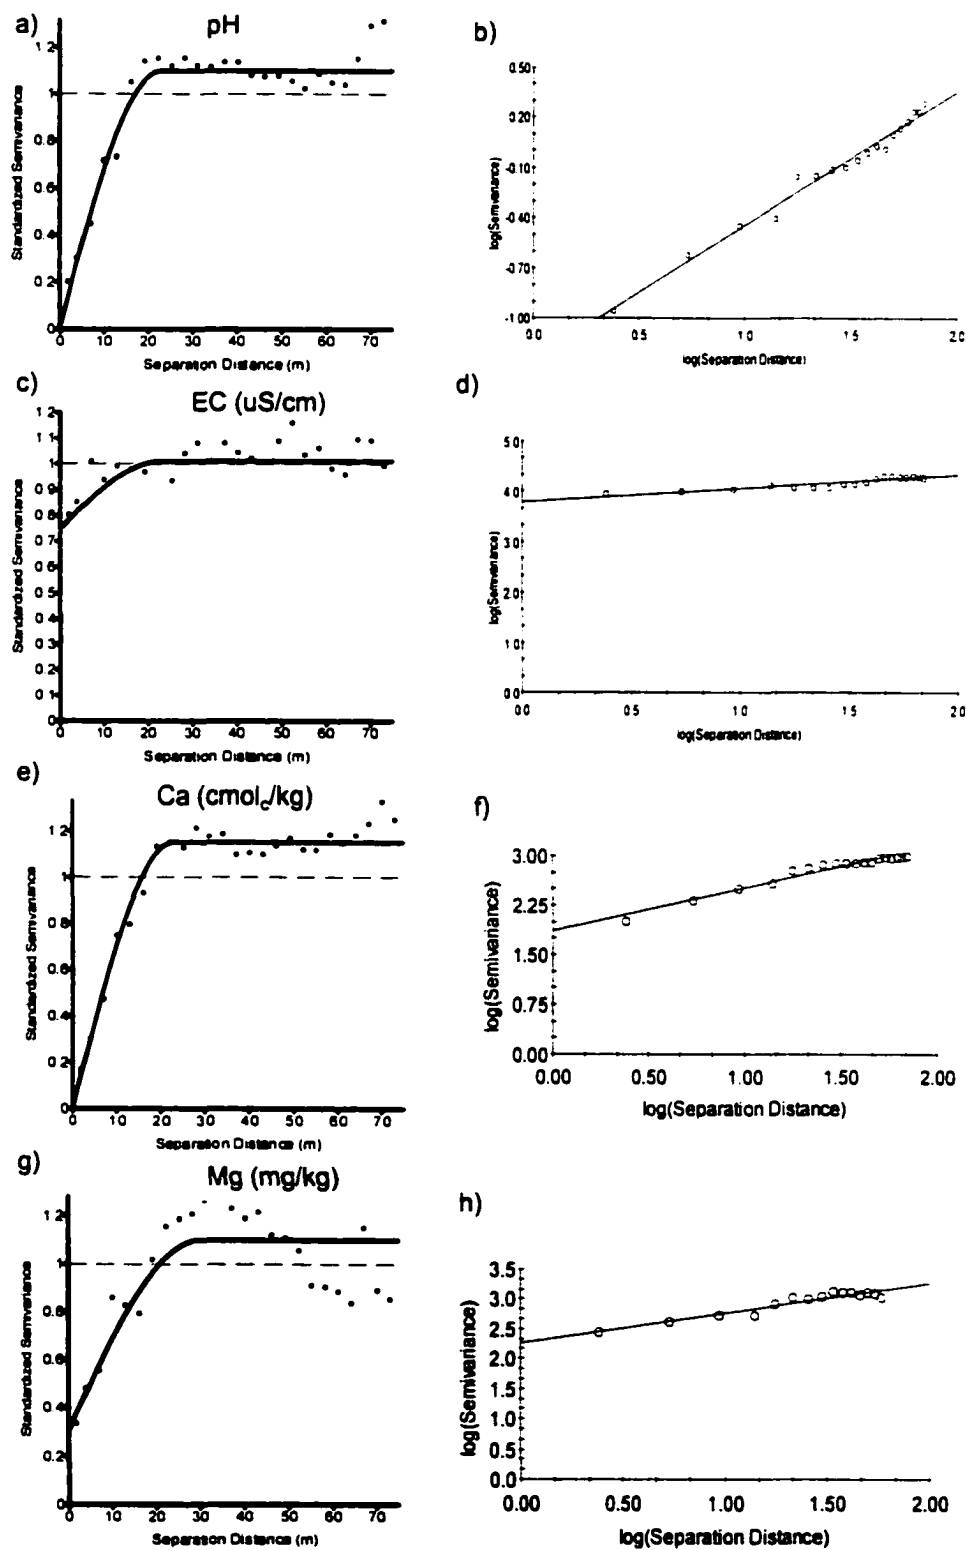 a)
pH
1 2
1
0.8
0.6
0.4
0.2
0
0 10 20 30 40 50 60 70
Standardized Semivariance
Separation Distance (m)
b)
0.50
0.20
-0.10
-0.40
-0.70
-1.00
0.0 0.5 1.0 1.5 2.0
log(Semivariance)
log(Separation Distance)
c)
EC (uS/cm)
1 2
1 1
1
0.9
0.8
0.7
0.6
0.5
0.4
0.3
0.2
0.1
0
0 10 20 30 40 50 60 70
Standardized Semivariance
Separation Distance (m)
d)
5.0
4.0
3.0
2.0
1.0
0.0
0.0 0.5 1.0 1.5 2.0
log(Semivariance)
log(Separation Distance)
e)
Ca (cmolc/kg)
1 2
1
0.8
0.6
0.4
0.2
0
0 10 20 30 40 50 60 70
Standardized Semivariance
Separation Distance (m)
f)
3.00
2.25
1.50
0.75
0.00
0.00 0.50 1.00 1.50 2.00
log(Semivariance)
log(Separation Distance)
g)
Mg (mg/kg)
1.2
1
0.8
0.6
0.4
0.2
0
0 10 20 30 40 50 60 70
Standardized Semivariance
Separation Distance (m)
h)
3.5
3.0
2.5
2.0
1.5
1.0
0.5
0.0
0.00 0.50 1.00 1.50 2.00
log(Semivariance)
log(Separation Distance)